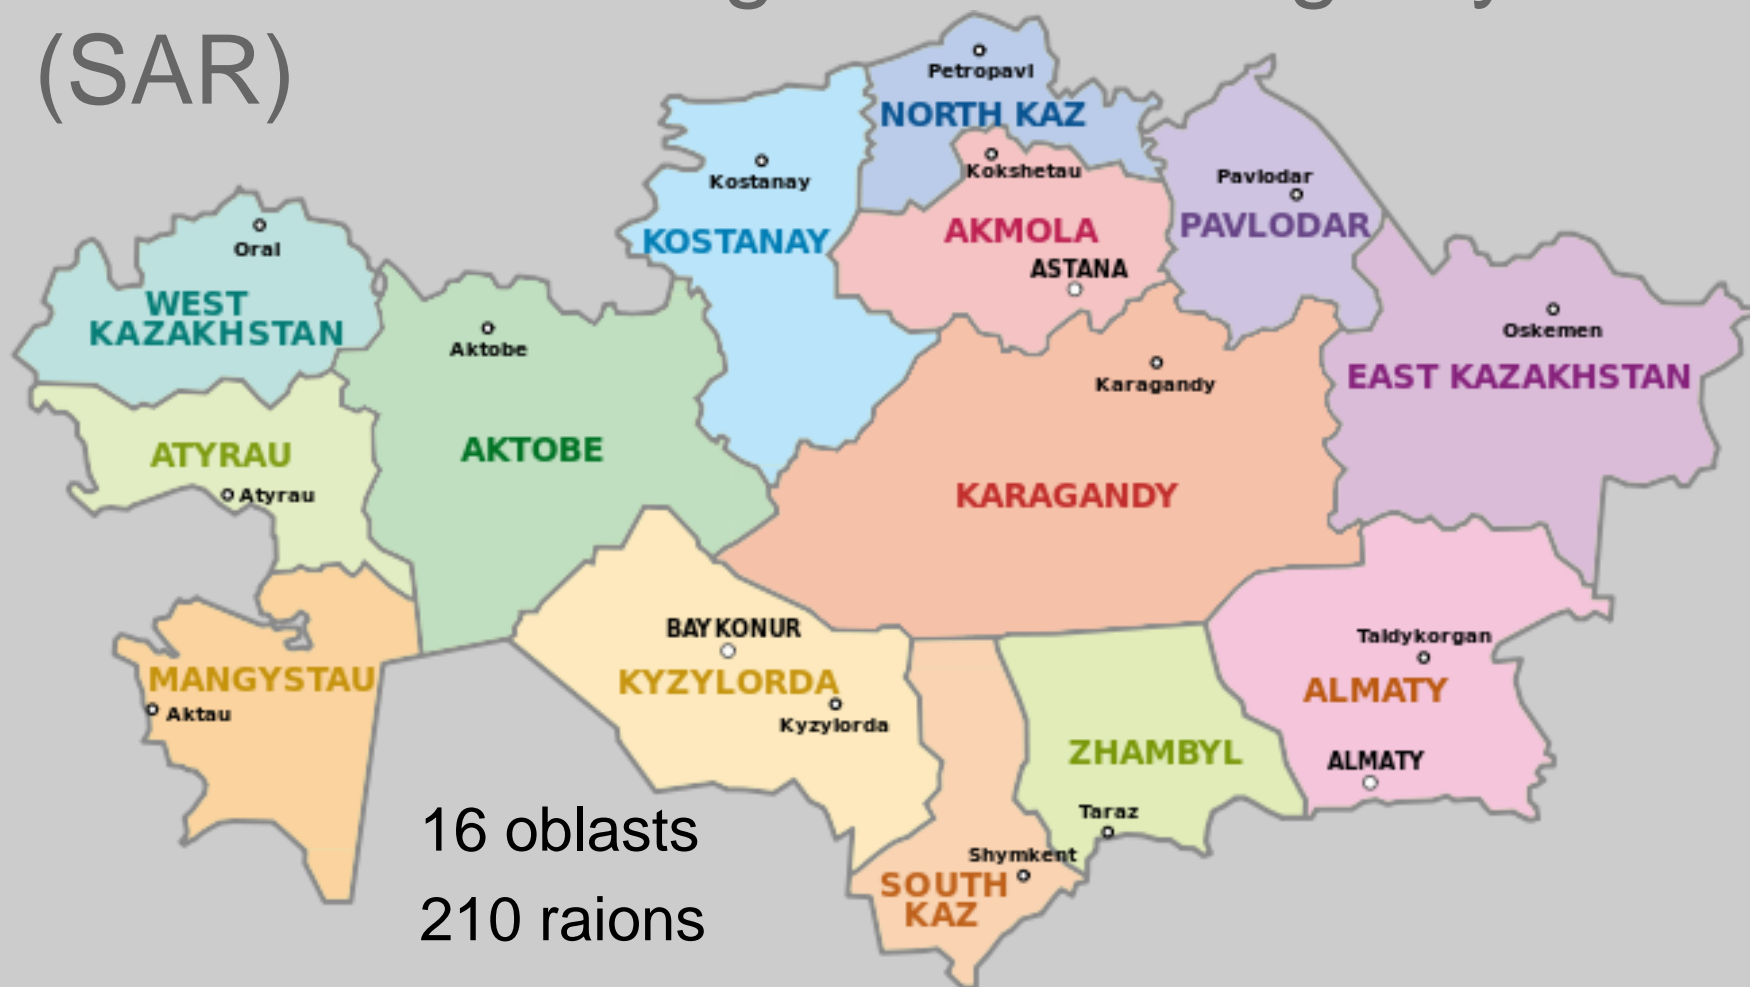 (SAR)
Petropavl
NORTH KAZ
Kokshetau
Kostanay
KOSTANAY
AKMOLA
ASTANA
Pavlodar
PAVLODAR
Oral
WEST
KAZAKHSTAN
Aktobe
AKTOBE
Oskemen
EAST KAZAKHSTAN
Karagandy
KARAGANDY
ATYRAU
Atyrau
BAYKONUR
KYZYLORDA
Kyzylorda
MANGYSTAU
Aktau
Taldykorgan
ALMATY
ALMATY
ZHAMBYL
Taraz
Shymkent
SOUTH
KAZ
16 oblasts
210 raions